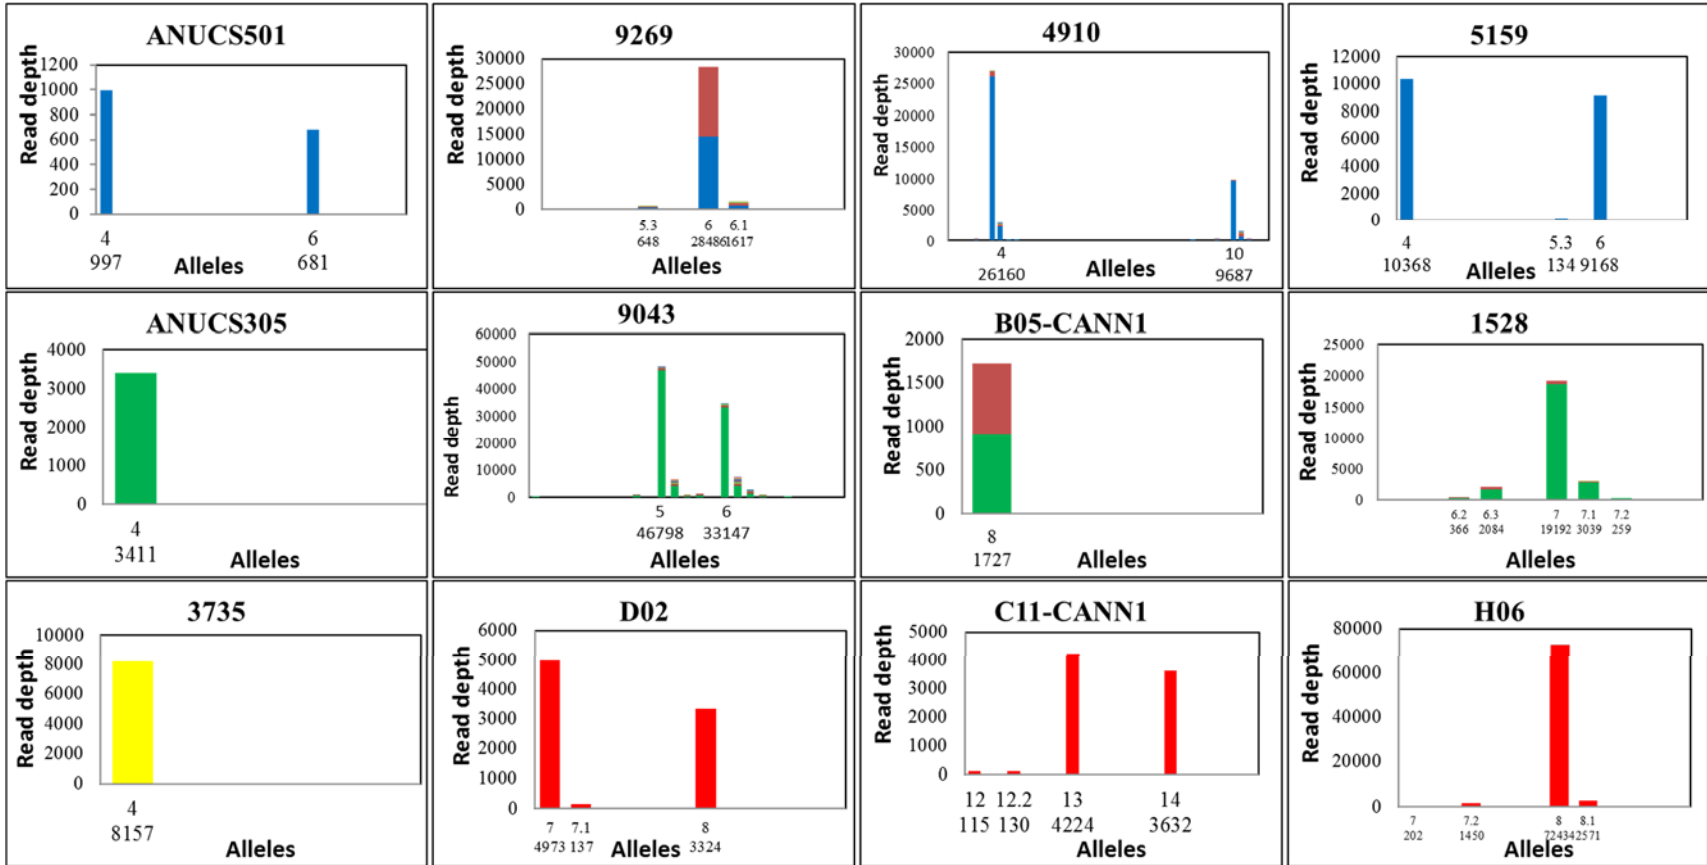 ANUCS501
Read depth
1200
1000
800
600
400
200
0
4 6
997 681
Alleles
9269
Read depth
30000
25000
20000
15000
10000
5000
0
5.3 6 6.1
648 28486 1617
Alleles
4910
Read depth
30000
25000
20000
15000
10000
5000
0
4 10
26160 9687
Alleles
5159
Read depth
12000
10000
8000
6000
4000
2000
0
4 5.3 6
10368 134 9168
Alleles
ANUCS305
Read depth
4000
3000
2000
1000
0
4
3411
Alleles
9043
Read depth
60000
50000
40000
30000
20000
10000
0
5 6
46798 33147
Alleles
B05-CANN1
Read depth
2000
1500
1000
500
0
8
1727
Alleles
1528
Read depth
25000
20000
15000
10000
5000
0
6.2 6.3 7 7.1 7.2
366 2084 19192 3039 259
Alleles
3735
Read depth
10000
8000
6000
4000
2000
0
4
8157
Alleles
D02
Read depth
6000
5000
4000
3000
2000
1000
0
7 7.1 8
4973 137 3324
Alleles
C11-CANN1
Read depth
5000
4000
3000
2000
1000
0
12 12.2 13 14
115 130 4224 3632
Alleles
H06
Read depth
80000
60000
40000
20000
0
7 7.2 8 8.1
202 1450 72434 2571
Alleles